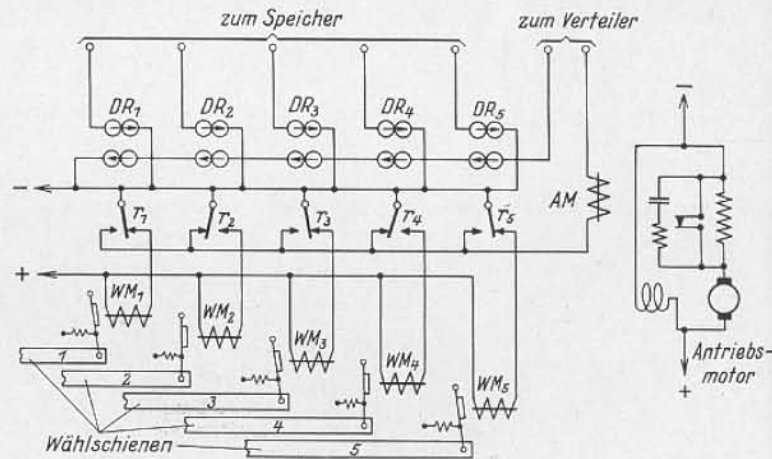 zum Speicher
zum Verteiler
DR1 DR2 DR3 DR4 DR5
−
−
T1 T2 T3 T4 T5 AM
+
WM1 WM2 WM3 WM4 WM5
Antriebs-
motor
+
1
2
3
4
5
Wählschienen